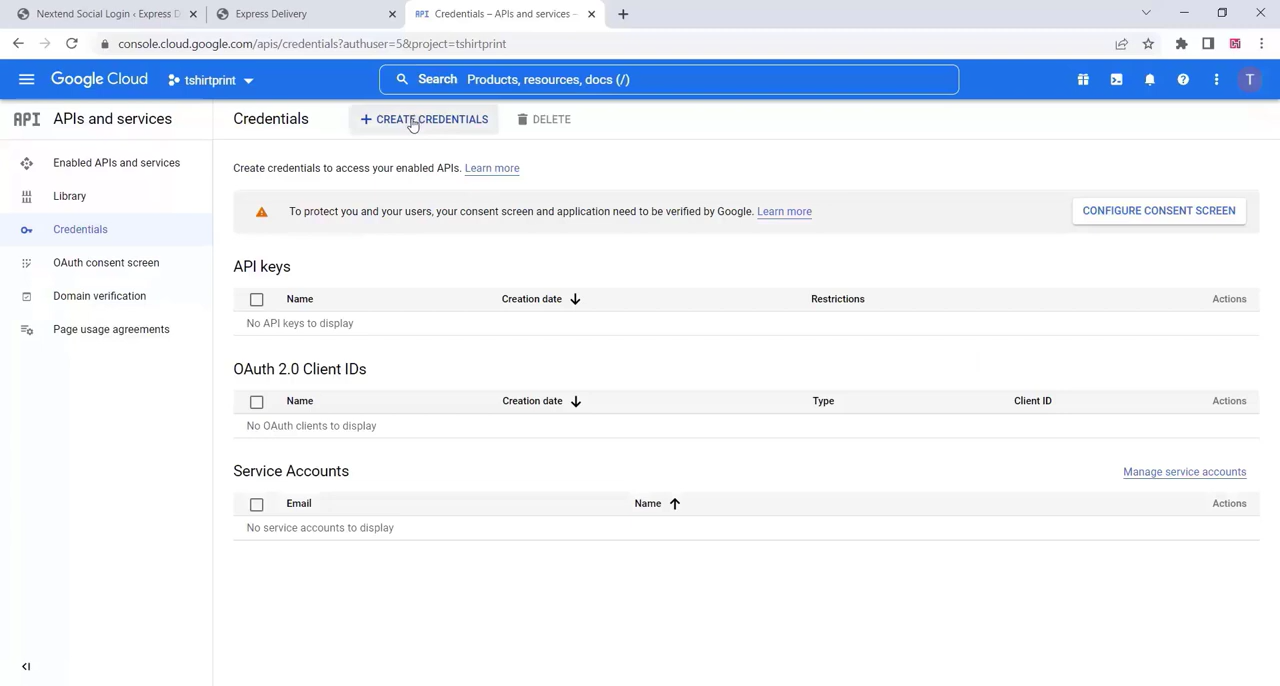 Nextend Social Login ‹ Express D
Express Delivery
API Credentials – APIs and services –
console.cloud.google.com/apis/credentials?authuser=5&project=tshirtprint
Google Cloud
tshirtprint
Search Products, resources, docs (/)
T
API APIs and services
Credentials
+ CREATE CREDENTIALS
DELETE
Enabled APIs and services
Library
Credentials
OAuth consent screen
Domain verification
Page usage agreements
Create credentials to access your enabled APIs. Learn more
To protect you and your users, your consent screen and application need to be verified by Google. Learn more
CONFIGURE CONSENT SCREEN
API keys
Name Creation date Restrictions Actions
No API keys to display
OAuth 2.0 Client IDs
Name Creation date Type Client ID Actions
No OAuth clients to display
Service Accounts
Manage service accounts
Email Name Actions
No service accounts to display